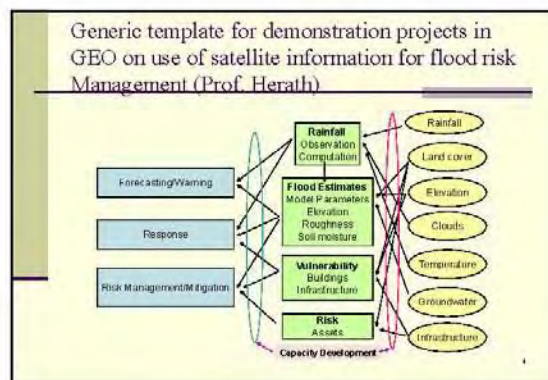 Generic template for demonstration projects in
GEO on use of satellite information for flood risk
Management (Prof. Herath)
Forecasting/Warning
Response
Risk Management/Mitigation
Rainfall
Observation
Computation
Flood Estimates
Model Parameters
Elevation
Roughness
Soil moisture
Vulnerability
Buildings
Infrastructure
Risk
Assets
Rainfall
Land cover
Elevation
Clouds
Temperature
Groundwater
Infrastructure
Capacity Development